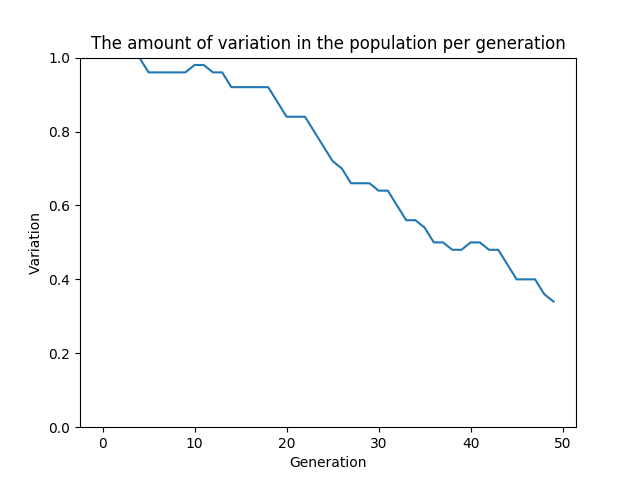 The amount of variation in the population per generation
1.0
0.8
0.6
0.4
0.2
0.0
Variation
0 10 20 30 40 50
Generation